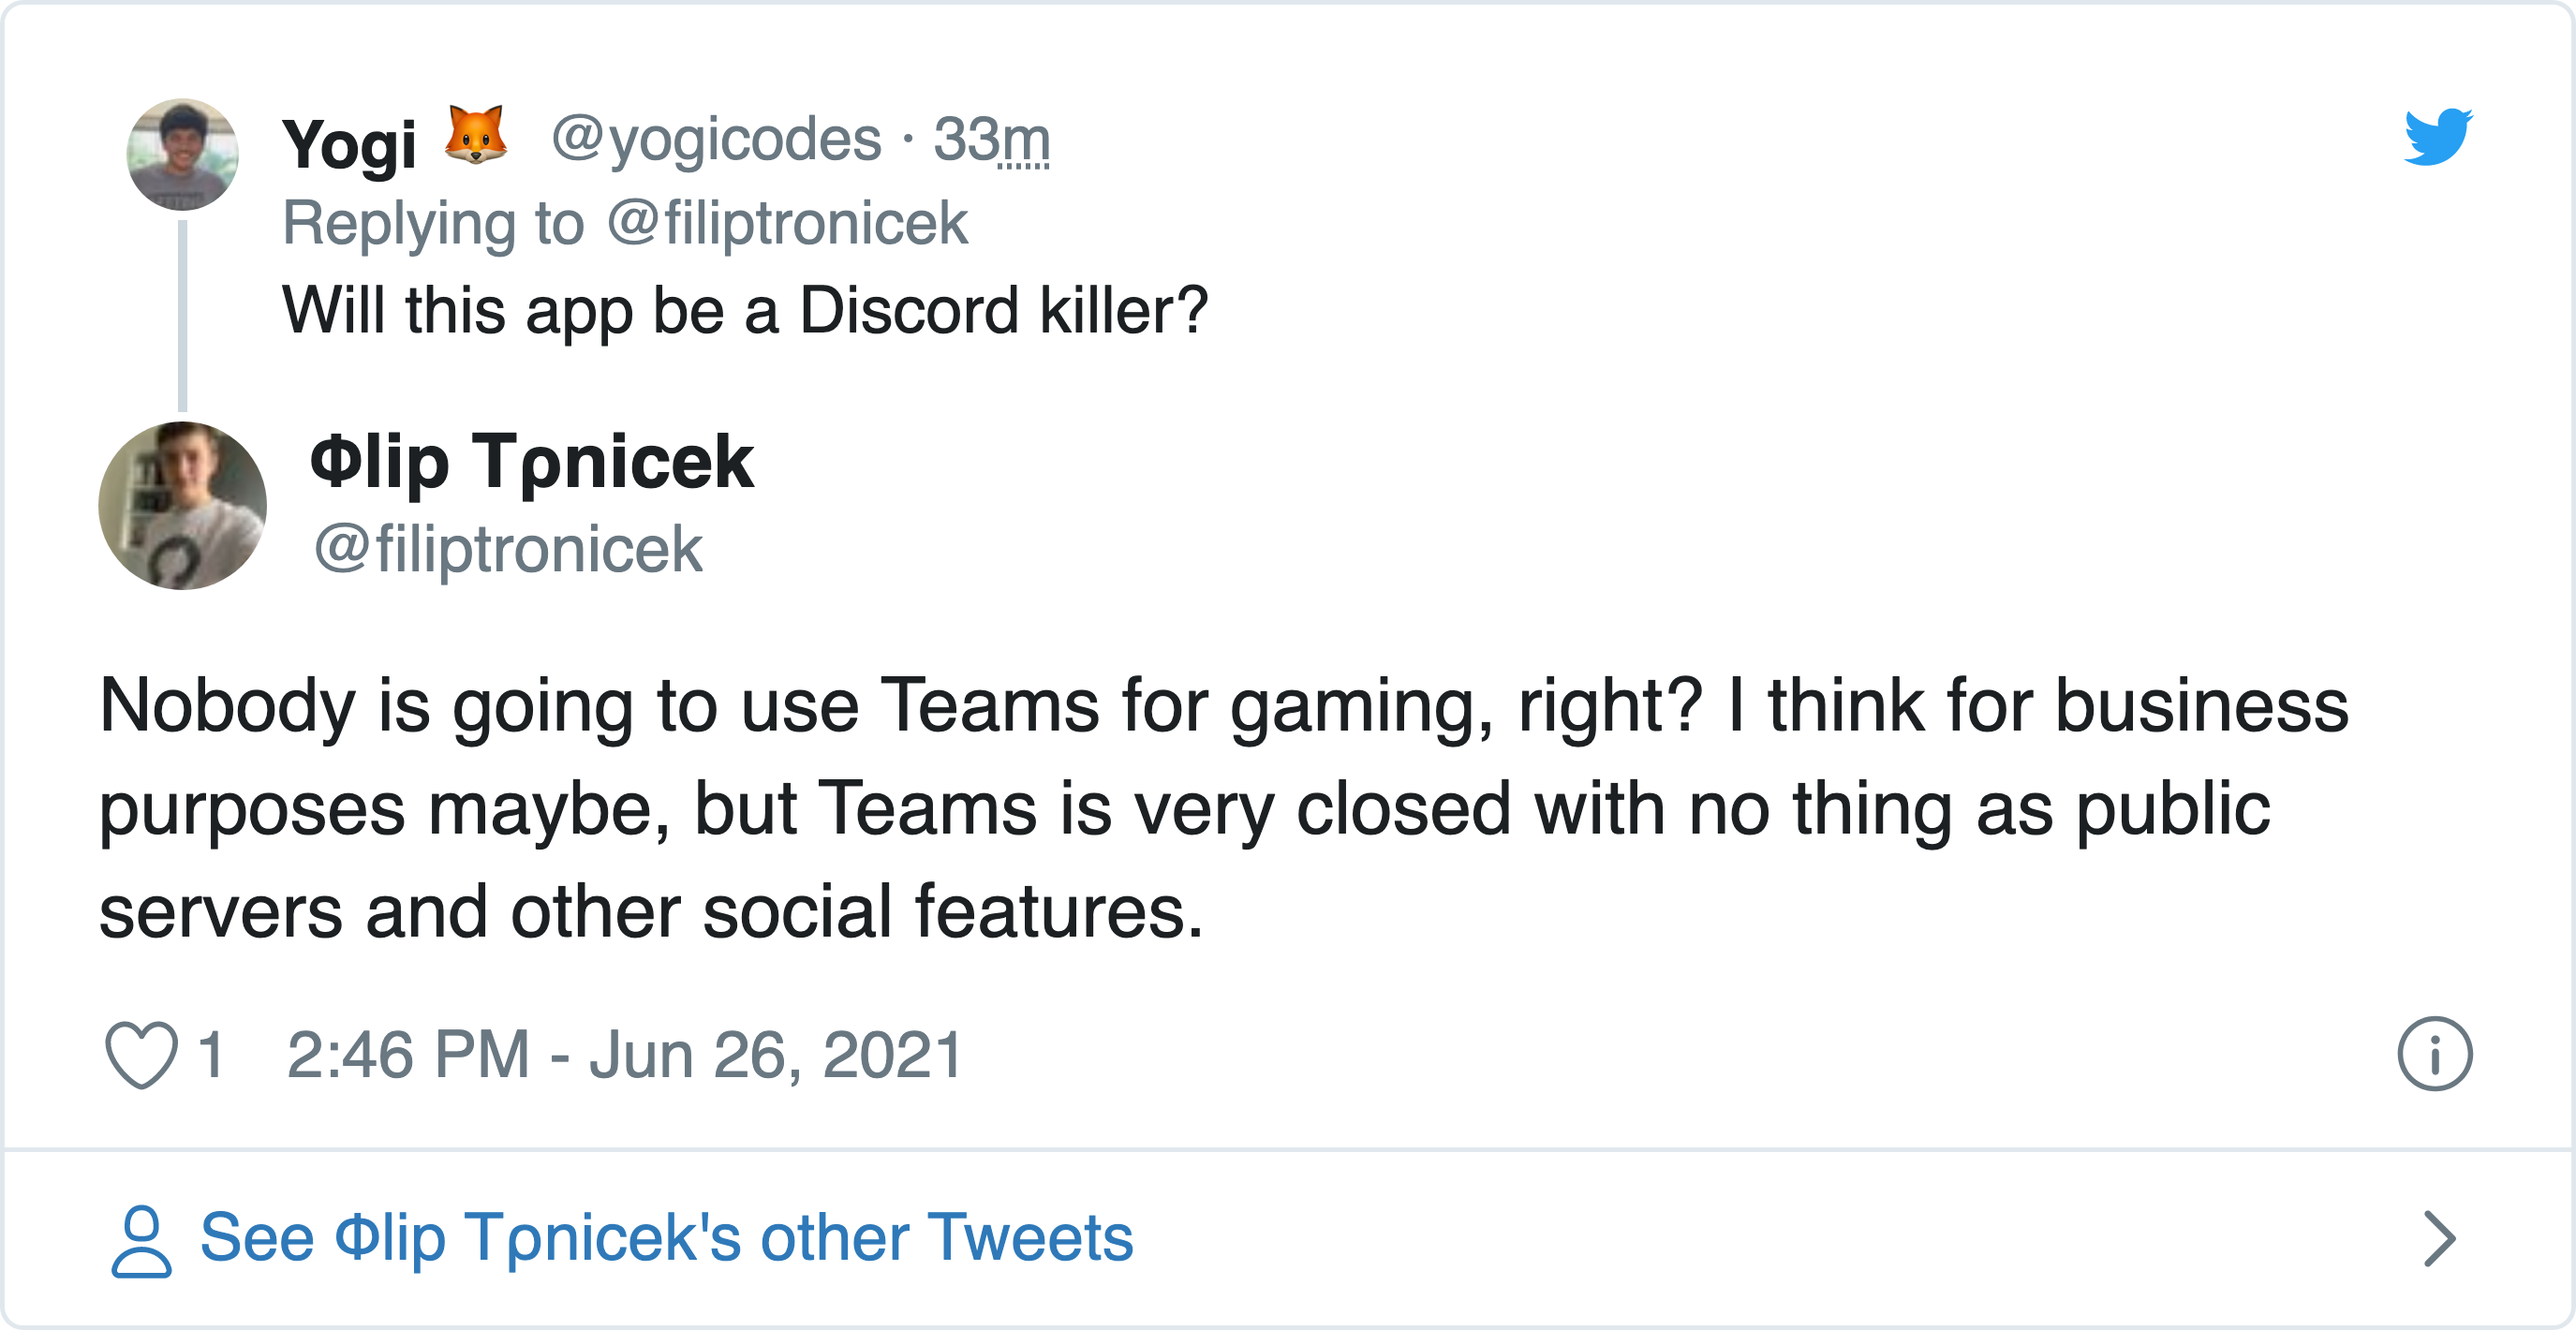 Yogi 🦊 @yogicodes · 33m
Replying to @filiptronicek
Will this app be a Discord killer?
Φlip Tρnicek
@filiptronicek
Nobody is going to use Teams for gaming, right? I think for business
purposes maybe, but Teams is very closed with no thing as public
servers and other social features.
1 2:46 PM - Jun 26, 2021
See Φlip Tρnicek's other Tweets